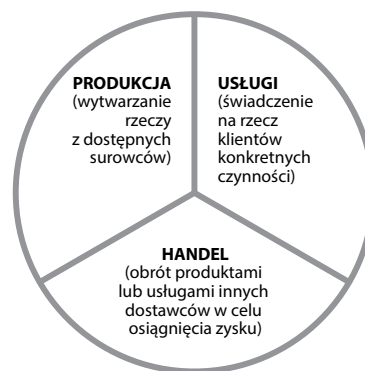 PRODUKCJA
(wytwarzanie
rzeczy
z dostępnych
surowców)
USŁUGI
(świadczenie
na rzecz
klientów
konkretnych
czynności)
HANDEL
(obrót produktami
lub usługami innych
dostawców w celu
osiągnięcia zysku)